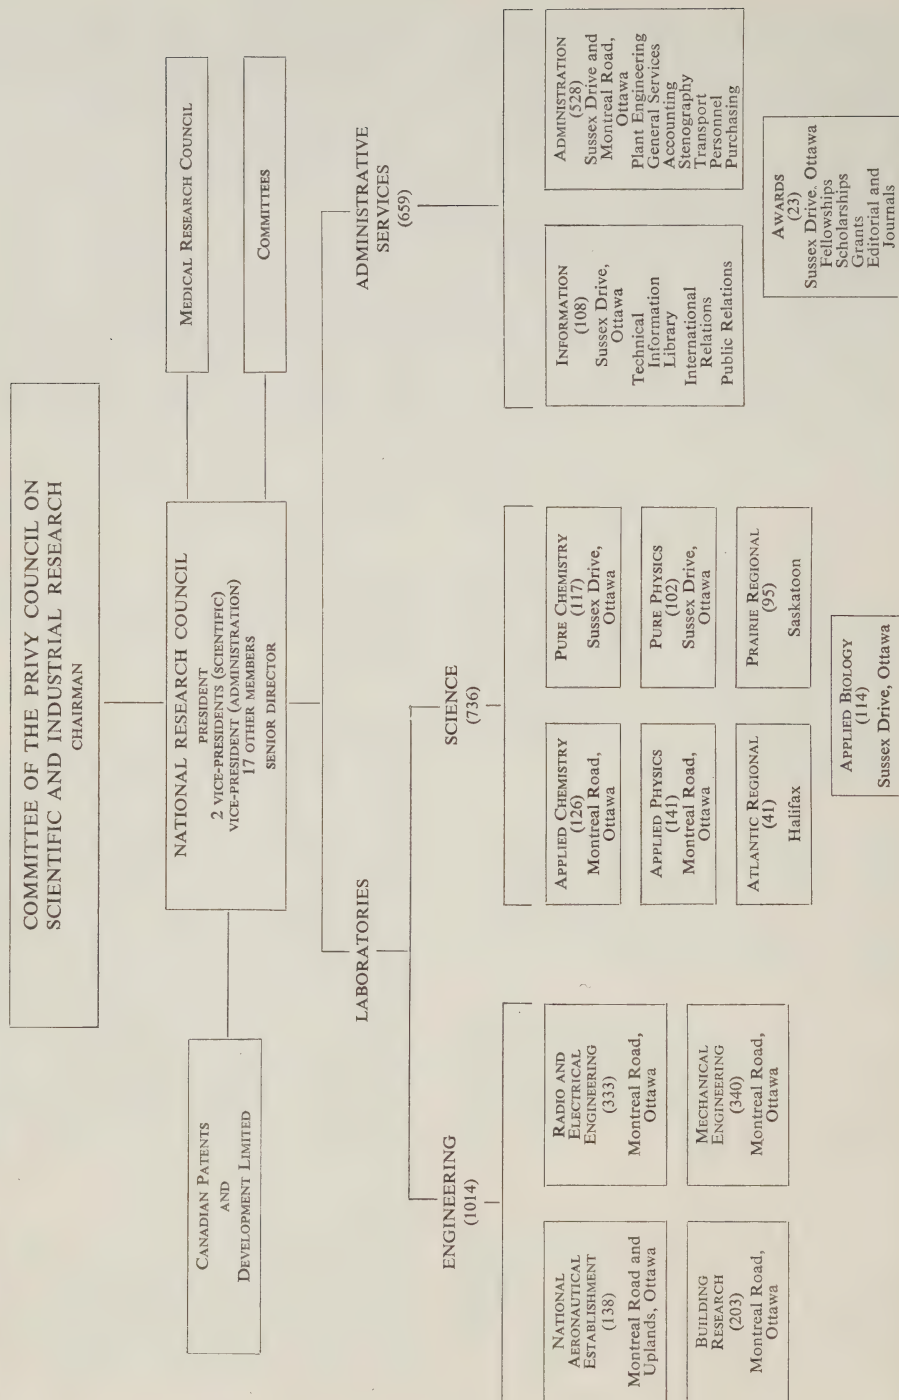 COMMITTEE OF THE PRIVY COUNCIL ON
SCIENTIFIC AND INDUSTRIAL RESEARCH
CHAIRMAN
CANADIAN PATENTS
AND
DEVELOPMENT LIMITED
NATIONAL RESEARCH COUNCIL
PRESIDENT
2 VICE-PRESIDENTS (SCIENTIFIC)
VICE-PRESIDENT (ADMINISTRATION)
17 OTHER MEMBERS
SENIOR DIRECTOR
MEDICAL RESEARCH COUNCIL
COMMITTEES
LABORATORIES
ADMINISTRATIVE
SERVICES
(659)
ENGINEERING
(1014)
SCIENCE
(736)
NATIONAL
AERONAUTICAL
ESTABLISHMENT
(138)
Montreal Road and
Uplands, Ottawa
RADIO AND
ELECTRICAL
ENGINEERING
(333)
Montreal Road,
Ottawa
BUILDING
RESEARCH
(203)
Montreal Road,
Ottawa
MECHANICAL
ENGINEERING
(340)
Montreal Road,
Ottawa
APPLIED CHEMISTRY
(126)
Montreal Road,
Ottawa
PURE CHEMISTRY
(117)
Sussex Drive,
Ottawa
APPLIED PHYSICS
(141)
Montreal Road,
Ottawa
PURE PHYSICS
(102)
Sussex Drive,
Ottawa
ATLANTIC REGIONAL
(41)
Halifax
PRAIRIE REGIONAL
(95)
Saskatoon
APPLIED BIOLOGY
(114)
Sussex Drive, Ottawa
INFORMATION
(108)
Sussex Drive,
Ottawa
Technical
Information
Library
International
Relations
Public Relations
ADMINISTRATION
(528)
Sussex Drive and
Montreal Road,
Ottawa
Plant Engineering
General Services
Accounting
Stenography
Transport
Personnel
Purchasing
AWARDS
(23)
Sussex Drive, Ottawa
Fellowships
Scholarships
Grants
Editorial and
Journals